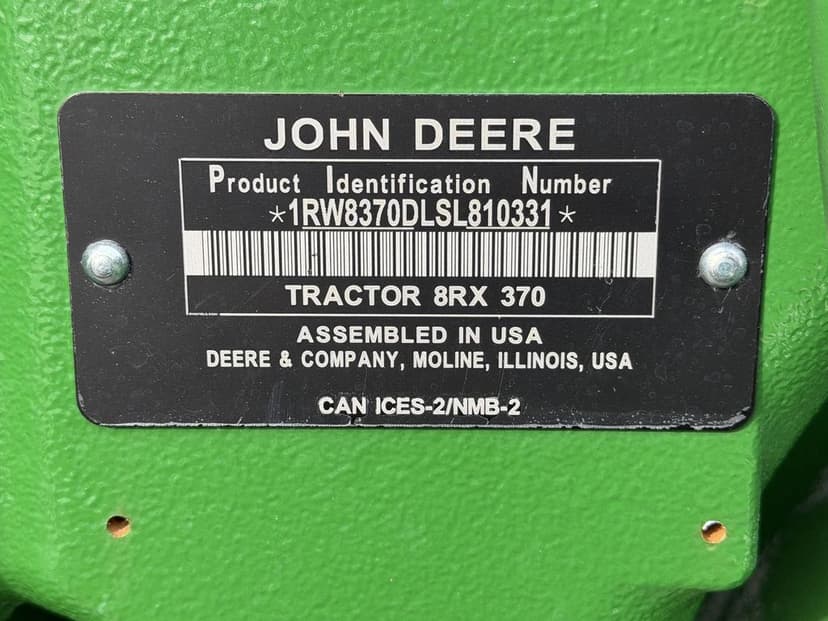 JOHN DEERE
Product Identification Number
*1RW8370DLSL810331*
TRACTOR 8RX 370
ASSEMBLED IN USA
DEERE & COMPANY, MOLINE, ILLINOIS, USA
CAN ICES-2/NMB-2